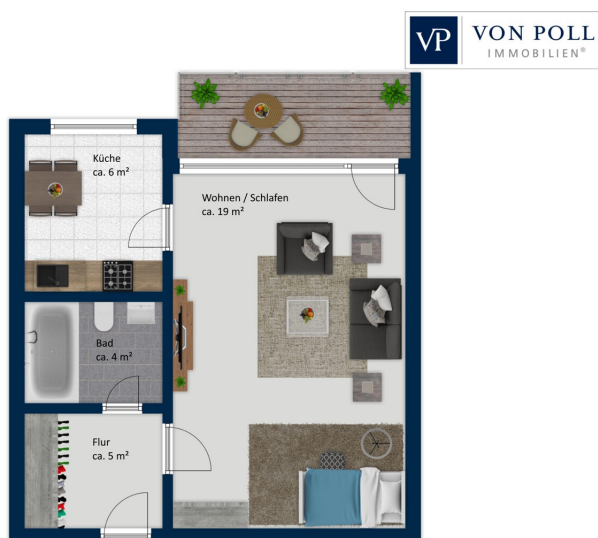 VP VON POLL
IMMOBILIEN®
Küche
ca. 6 m²
Wohnen / Schlafen
ca. 19 m²
Bad
ca. 4 m²
Flur
ca. 5 m²